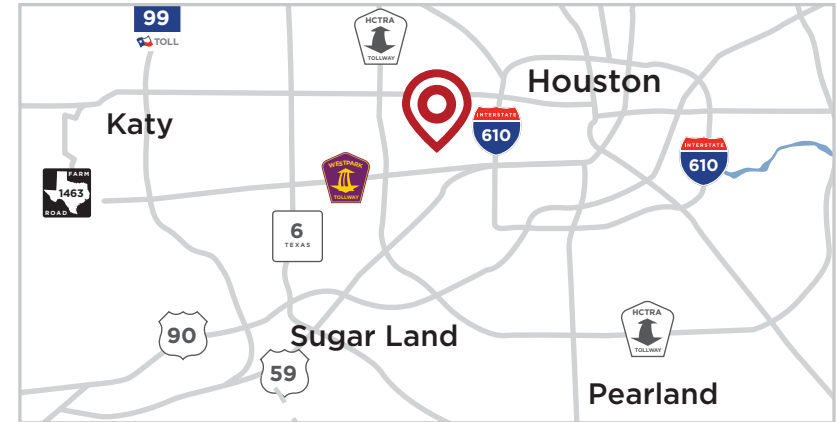 99
TOLL
HCTRA
TOLLWAY
Houston
Katy
INTERSTATE
610
INTERSTATE
610
WESTPARK
TOLLWAY
FARM
1463
ROAD
6
TEXAS
HCTRA
TOLLWAY
90
Sugar Land
59
Pearland